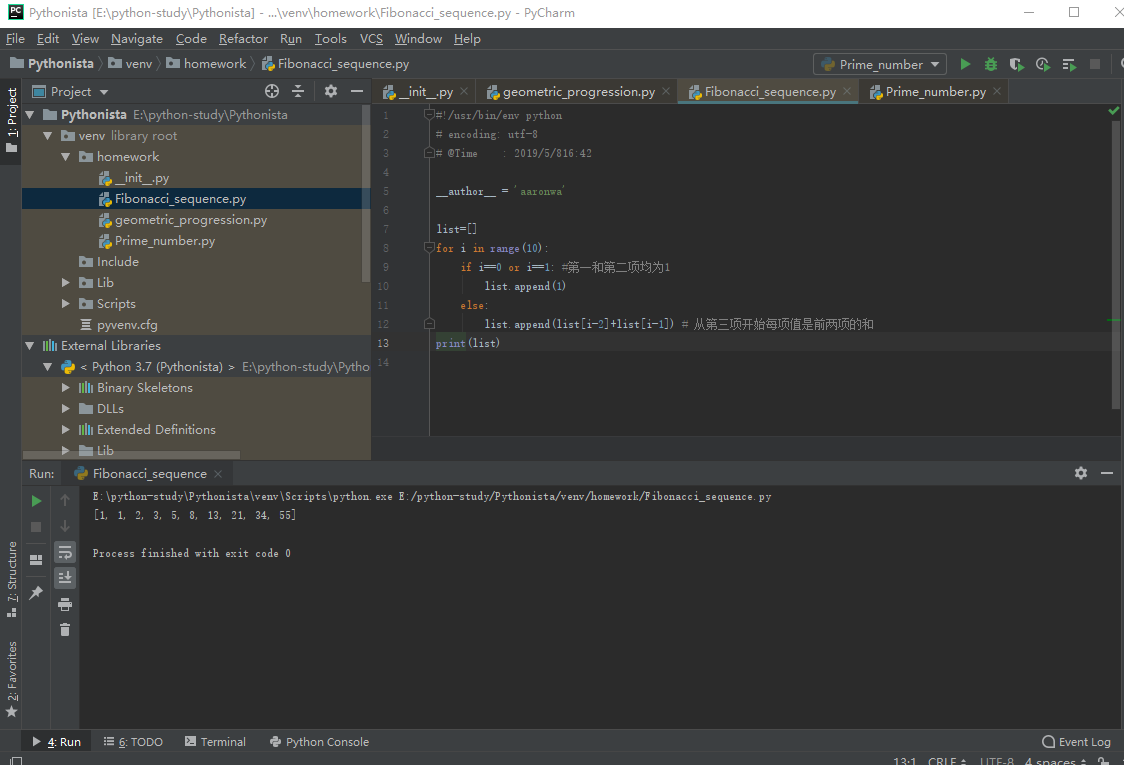 Pythonista [E:\python-study\Pythonista] - ...\venv\homework\Fibonacci_sequence.py - PyCharm
File Edit View Navigate Code Refactor Run Tools VCS Window Help
Pythonista venv homework Fibonacci_sequence.py Prime_number
1: Project
Project
__init__.py geometric_progression.py Fibonacci_sequence.py Prime_number.py
Pythonista E:\python-study\Pythonista
venv library root
homework
__init__.py
Fibonacci_sequence.py
geometric_progression.py
Prime_number.py
Include
Lib
Scripts
pyvenv.cfg
External Libraries
< Python 3.7 (Pythonista) > E:\python-study\Pytho
Binary Skeletons
DLLs
Extended Definitions
Lib
1 #!/usr/bin/env python
2 # encoding: utf-8
3 # @Time : 2019/5/816:42
4
5 __author__ = 'aaronwa'
6
7 list=[]
8 for i in range(10):
9 if i==0 or i==1: #第一和第二项均为1
10 list.append(1)
11 else:
12 list.append(list[i-2]+list[i-1]) # 从第三项开始每项值是前两项的和
13 print(list)
14
Run: Fibonacci_sequence
E:\python-study\Pythonista\venv\Scripts\python.exe E:/python-study/Pythonista/venv/homework/Fibonacci_sequence.py
[1, 1, 2, 3, 5, 8, 13, 21, 34, 55]
Process finished with exit code 0
7: Structure
2: Favorites
4: Run 6: TODO Terminal Python Console Event Log
13:1 CRLF UTF-8 4 spaces